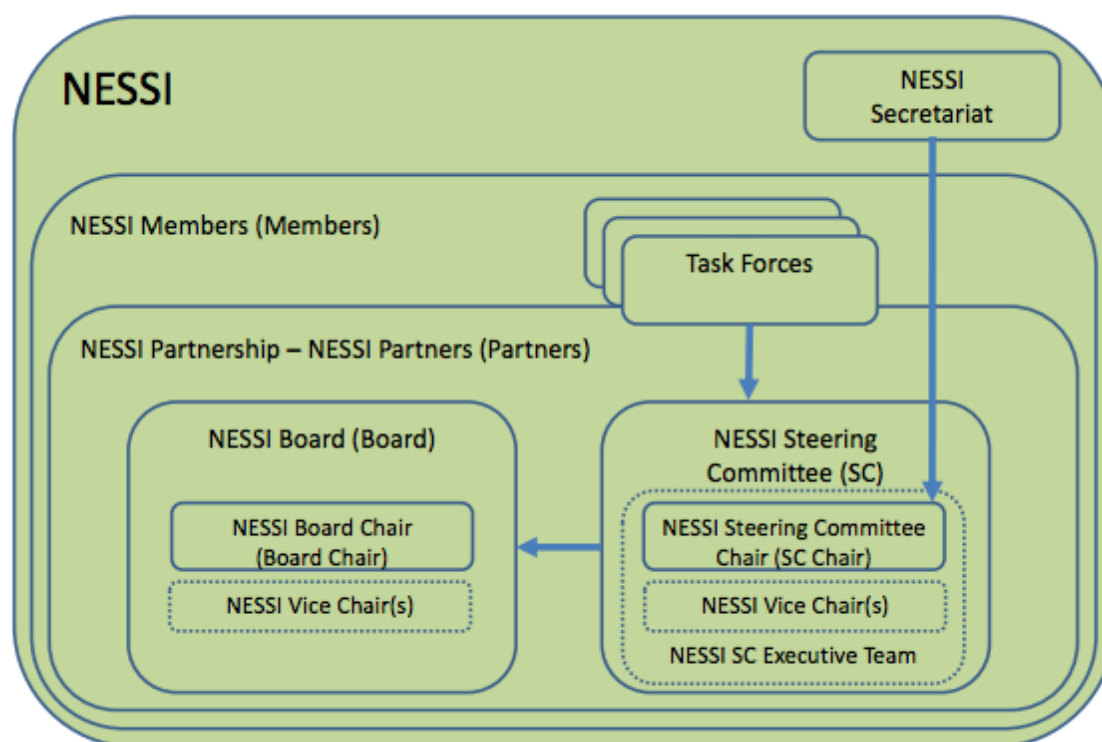 NESSI
NESSI
Secretariat
NESSI Members (Members)
Task Forces
NESSI Partnership – NESSI Partners (Partners)
NESSI Board (Board)
NESSI Board Chair
(Board Chair)
NESSI Vice Chair(s)
NESSI Steering
Committee (SC)
NESSI Steering Committee
Chair (SC Chair)
NESSI Vice Chair(s)
NESSI SC Executive Team